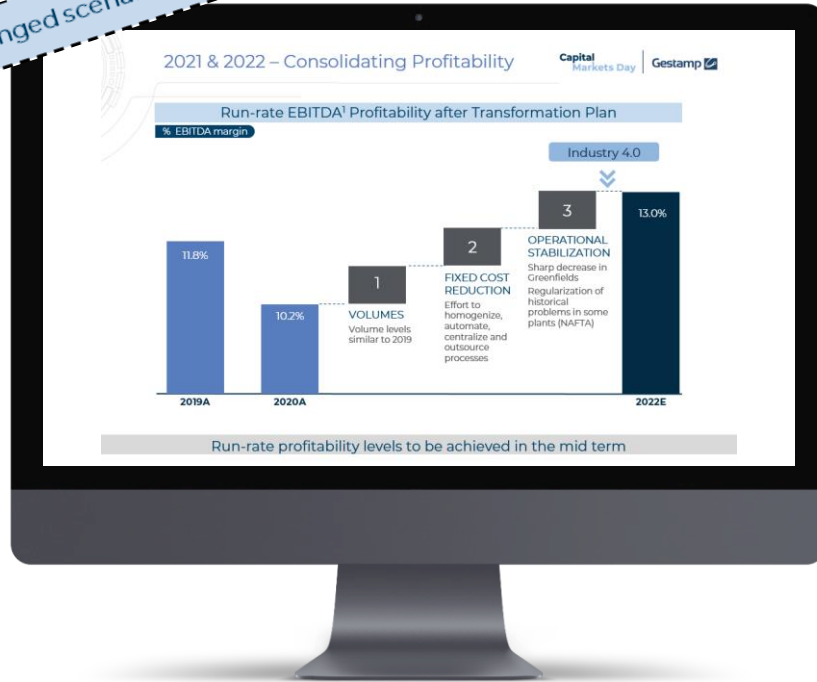 2021 & 2022 – Consolidating Profitability
Capital
Markets Day
Gestamp
Run-rate EBITDA¹ Profitability after Transformation Plan
% EBITDA margin
Industry 4.0
11.8%
10.2%
1
VOLUMES
Volume levels
similar to 2019
2
FIXED COST
REDUCTION
Effort to
homogenize,
automate,
centralize and
outsource
processes
3
OPERATIONAL
STABILIZATION
Sharp decrease in
Greenfields
Regularization of
historical
problems in some
plants (NAFTA)
13.0%
2019A
2020A
2022E
Run-rate profitability levels to be achieved in the mid term